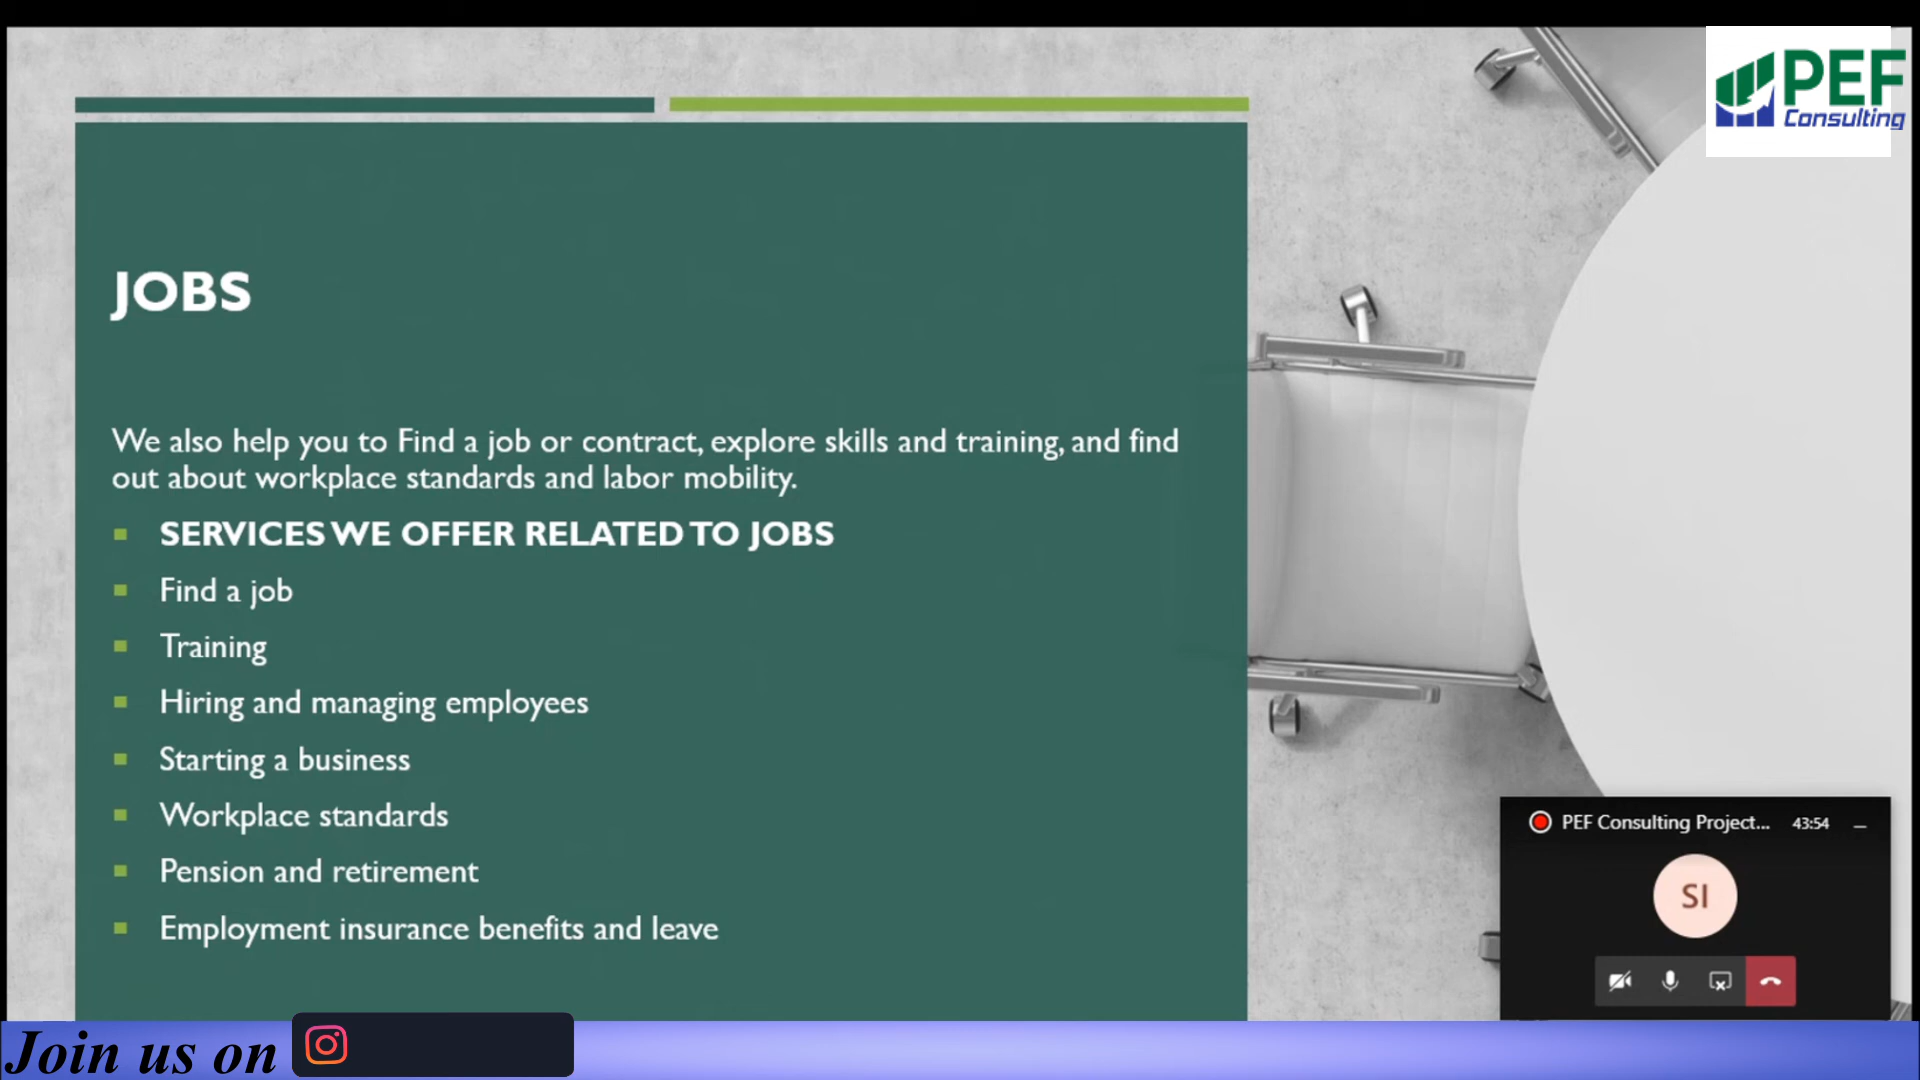 PEF
Consulting
JOBS
We also help you to Find a job or contract, explore skills and training, and find
out about workplace standards and labor mobility.
SERVICES WE OFFER RELATED TO JOBS
Find a job
Training
Hiring and managing employees
Starting a business
Workplace standards
Pension and retirement
Employment insurance benefits and leave
PEF Consulting Project... 43:54
SI
Join us on